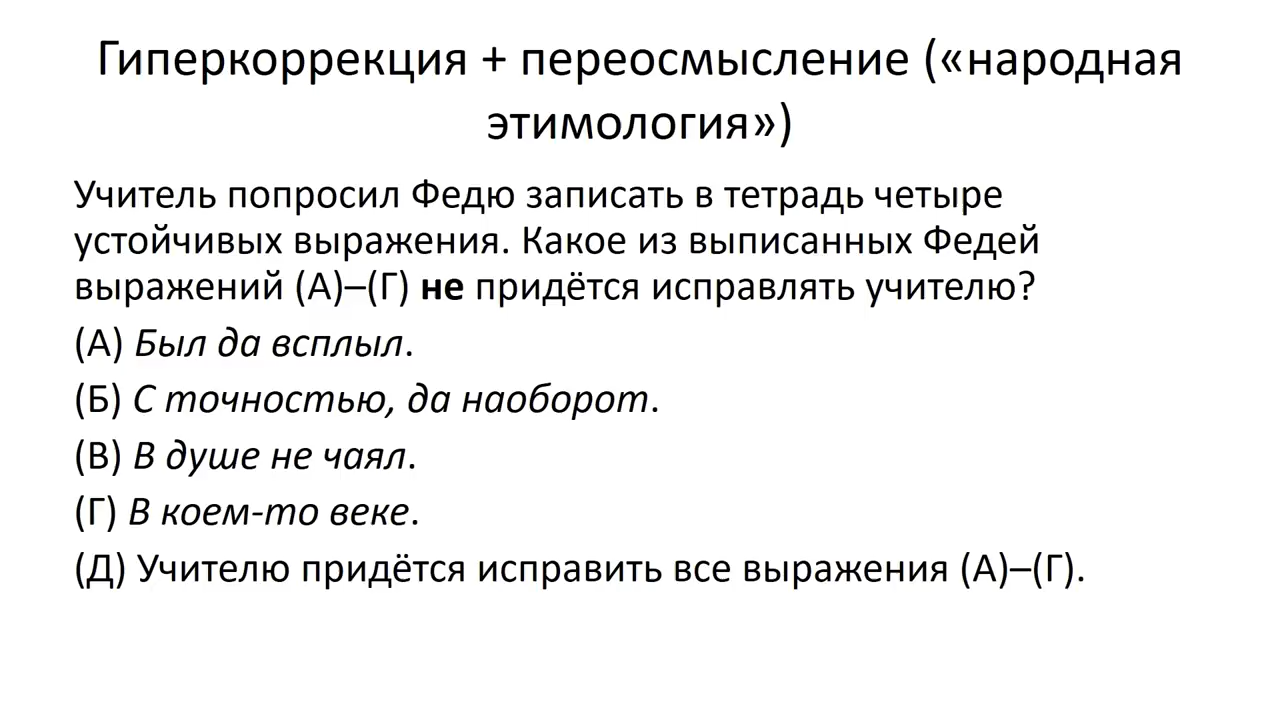 Гиперкоррекция + переосмысление («народная
этимология»)
Учитель попросил Федю записать в тетрадь четыре
устойчивых выражения. Какое из выписанных Федей
выражений (А)–(Г) не придётся исправлять учителю?
(А) Был да всплыл.
(Б) С точностью, да наоборот.
(В) В душе не чаял.
(Г) В коем-то веке.
(Д) Учителю придётся исправить все выражения (А)–(Г).